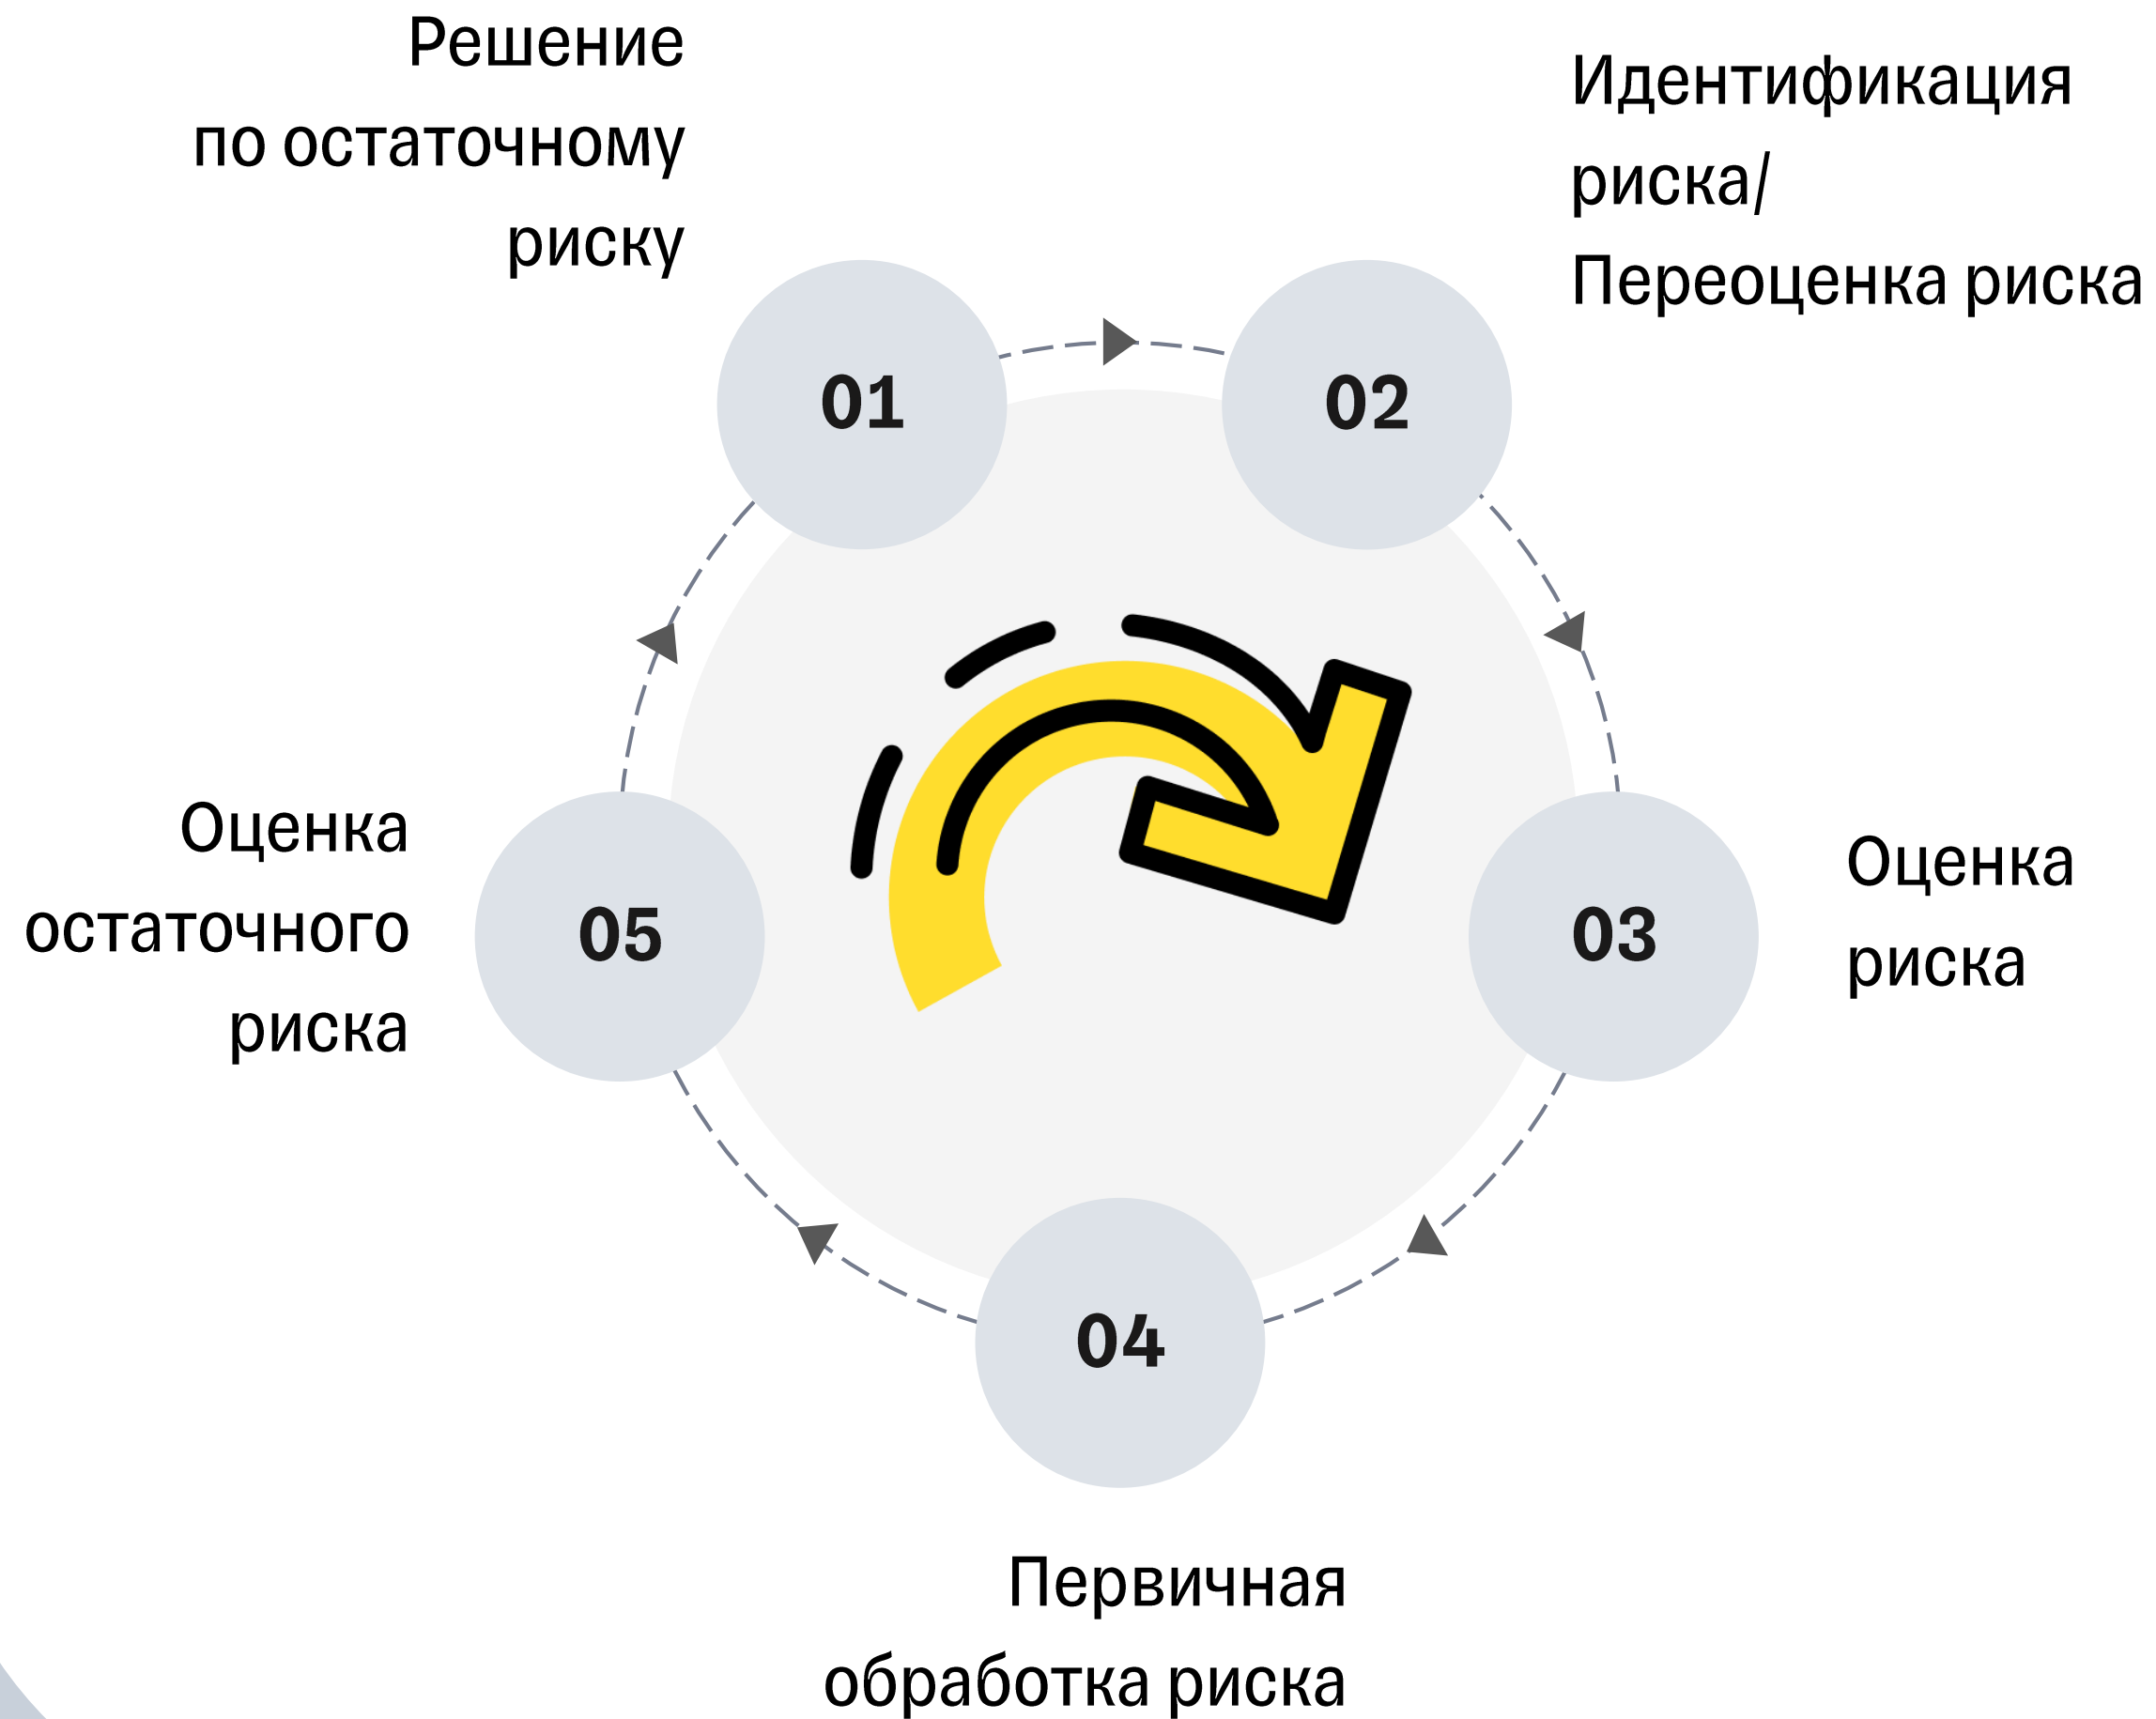 Решение
по остаточному
риску
01
Идентификация
риска/
Переоценка риска
02
Оценка
риска
03
Первичная
обработка риска
04
Оценка
остаточного
риска
05